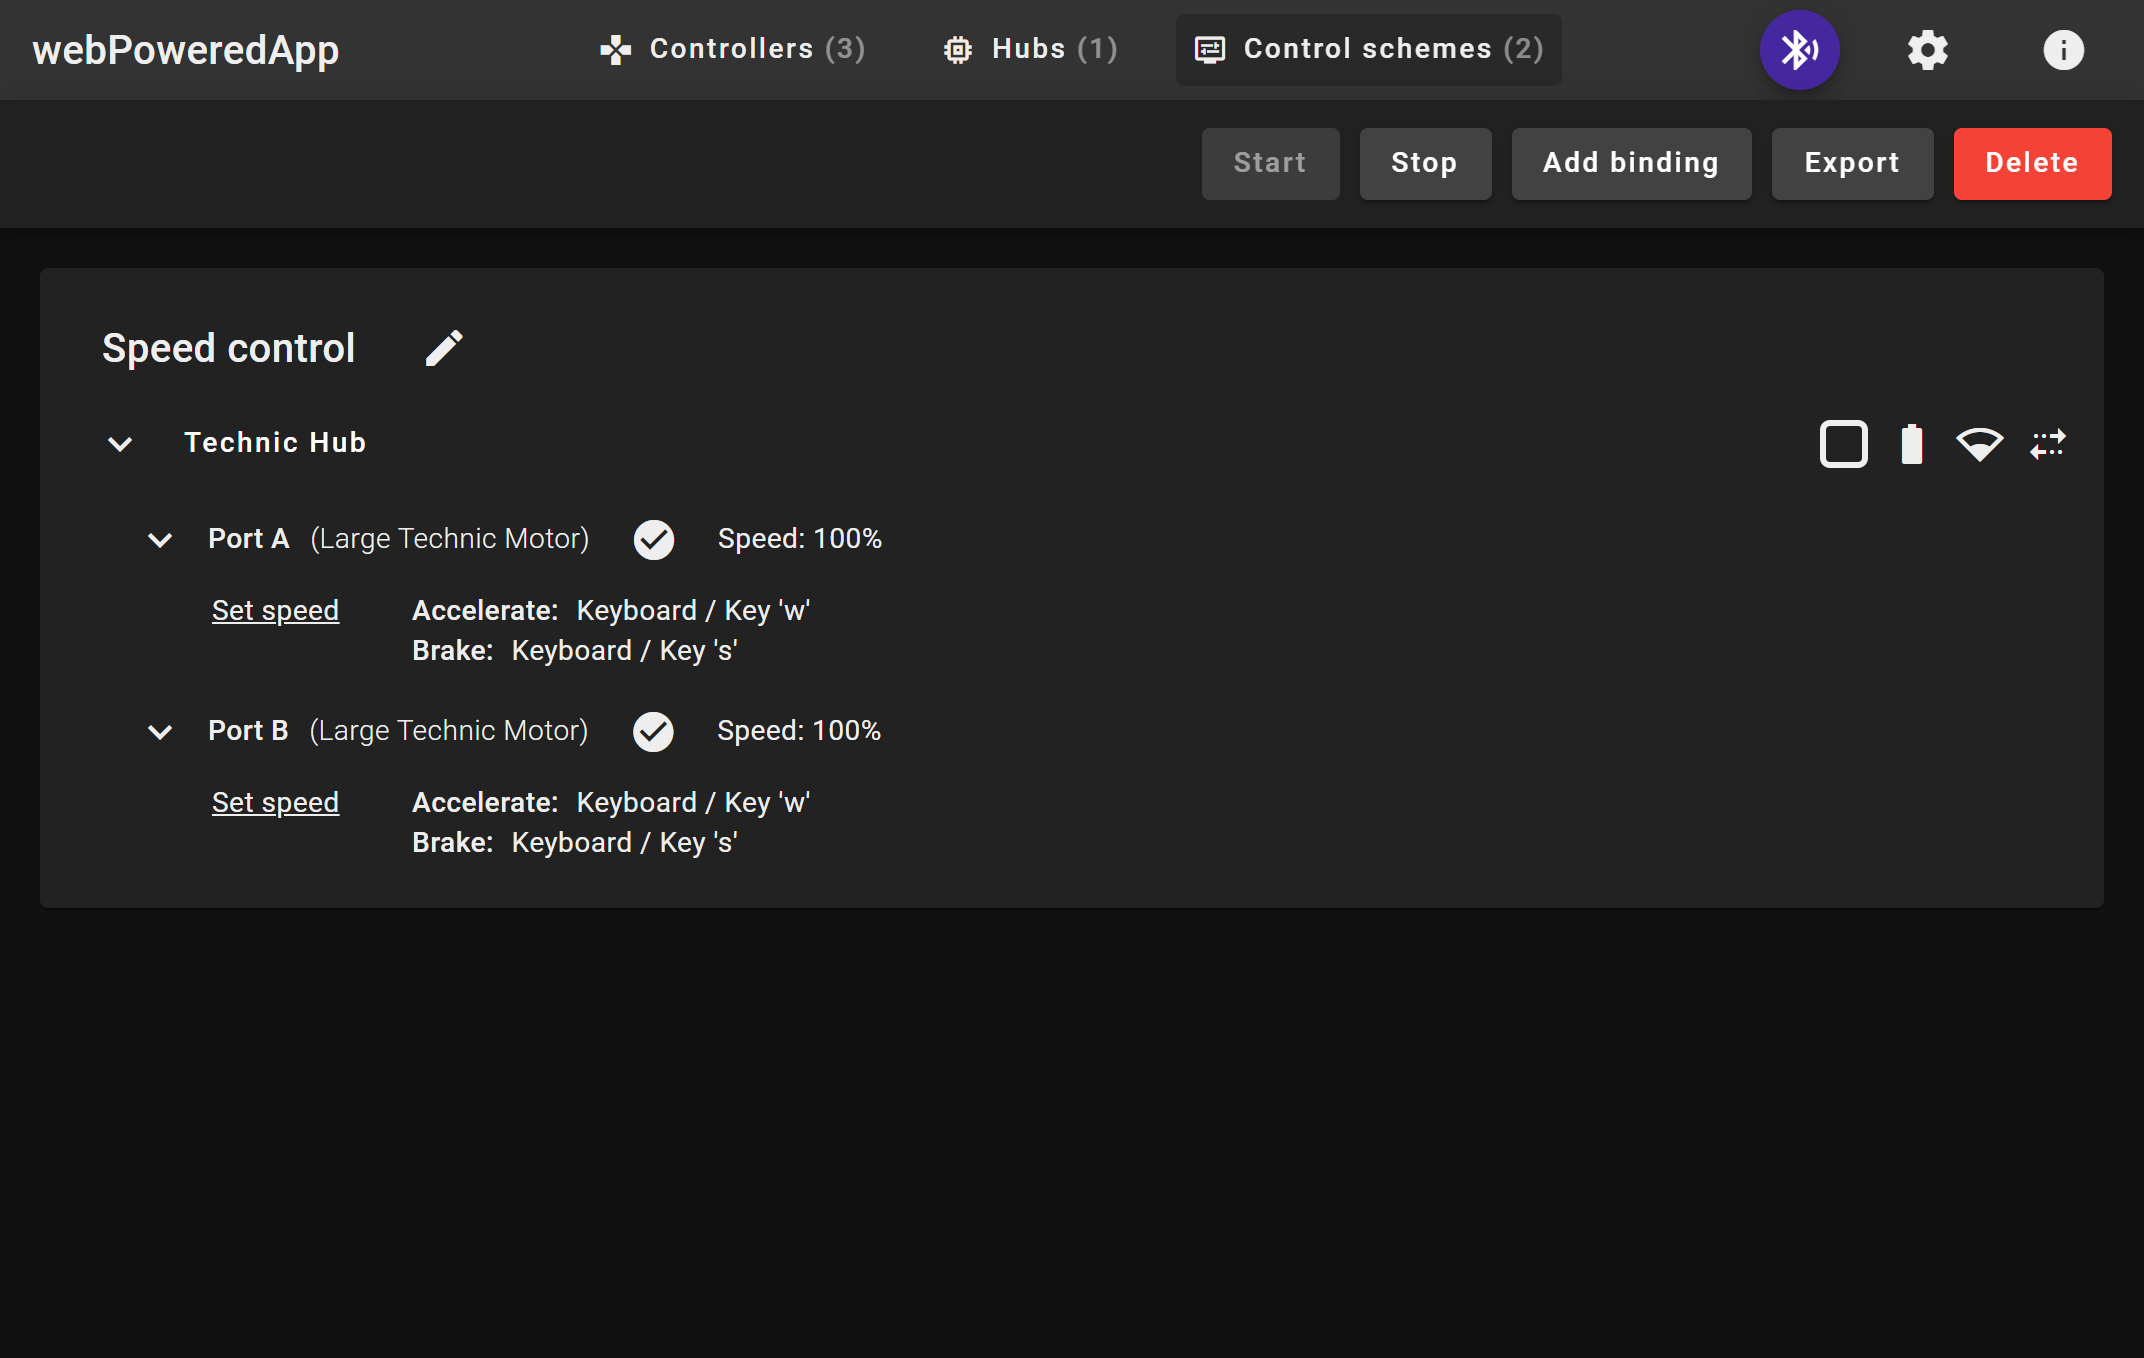 webPoweredApp
Controllers (3)
Hubs (1)
Control schemes (2)
Start
Stop
Add binding
Export
Delete
Speed control
Technic Hub
Port A (Large Technic Motor) Speed: 100%
Set speed Accelerate: Keyboard / Key 'w'
Brake: Keyboard / Key 's'
Port B (Large Technic Motor) Speed: 100%
Set speed Accelerate: Keyboard / Key 'w'
Brake: Keyboard / Key 's'